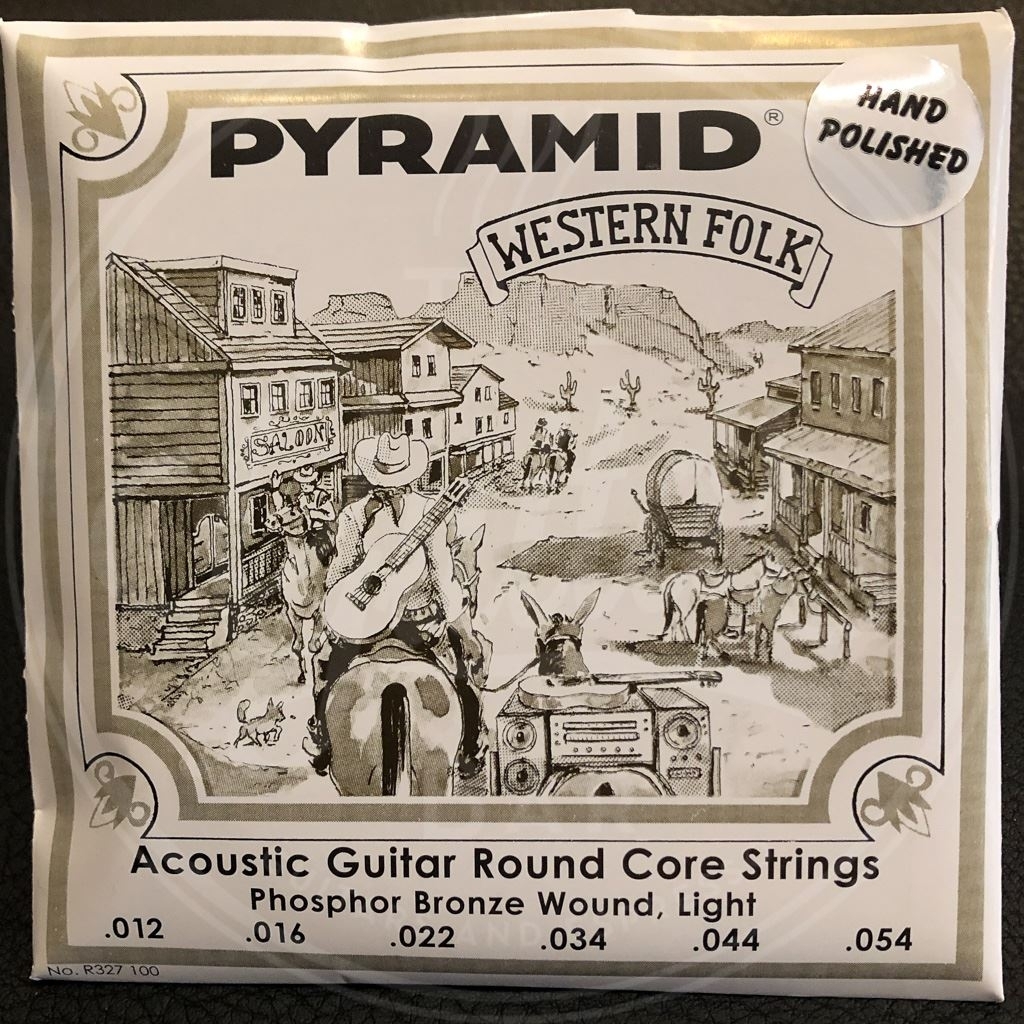 PYRAMID®
HAND
POLISHED
WESTERN FOLK
SALOON
Acoustic Guitar Round Core Strings
Phosphor Bronze Wound, Light
.012 .016 .022 .034 .044 .054
No. R327 100